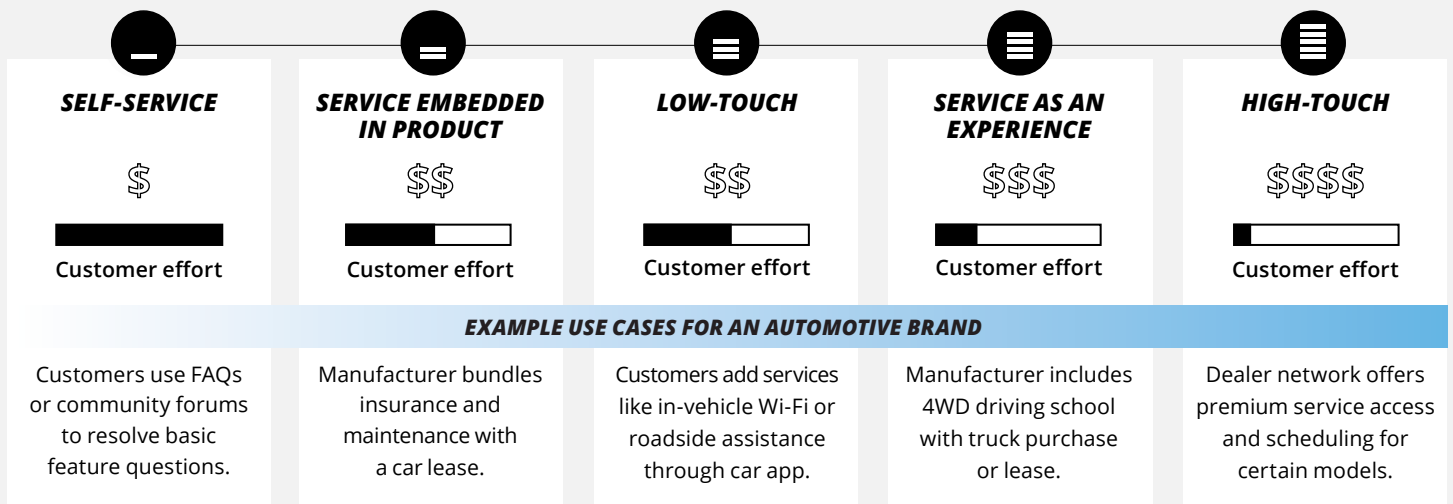 SELF-SERVICE
$
Customer effort
SERVICE EMBEDDED
IN PRODUCT
$$
Customer effort
LOW-TOUCH
$$
Customer effort
SERVICE AS AN
EXPERIENCE
$$$
Customer effort
HIGH-TOUCH
$$$$
Customer effort
EXAMPLE USE CASES FOR AN AUTOMOTIVE BRAND
Customers use FAQs
or community forums
to resolve basic
feature questions.
Manufacturer bundles
insurance and
maintenance with
a car lease.
Customers add services
like in-vehicle Wi-Fi or
roadside assistance
through car app.
Manufacturer includes
4WD driving school
with truck purchase
or lease.
Dealer network offers
premium service access
and scheduling for
certain models.